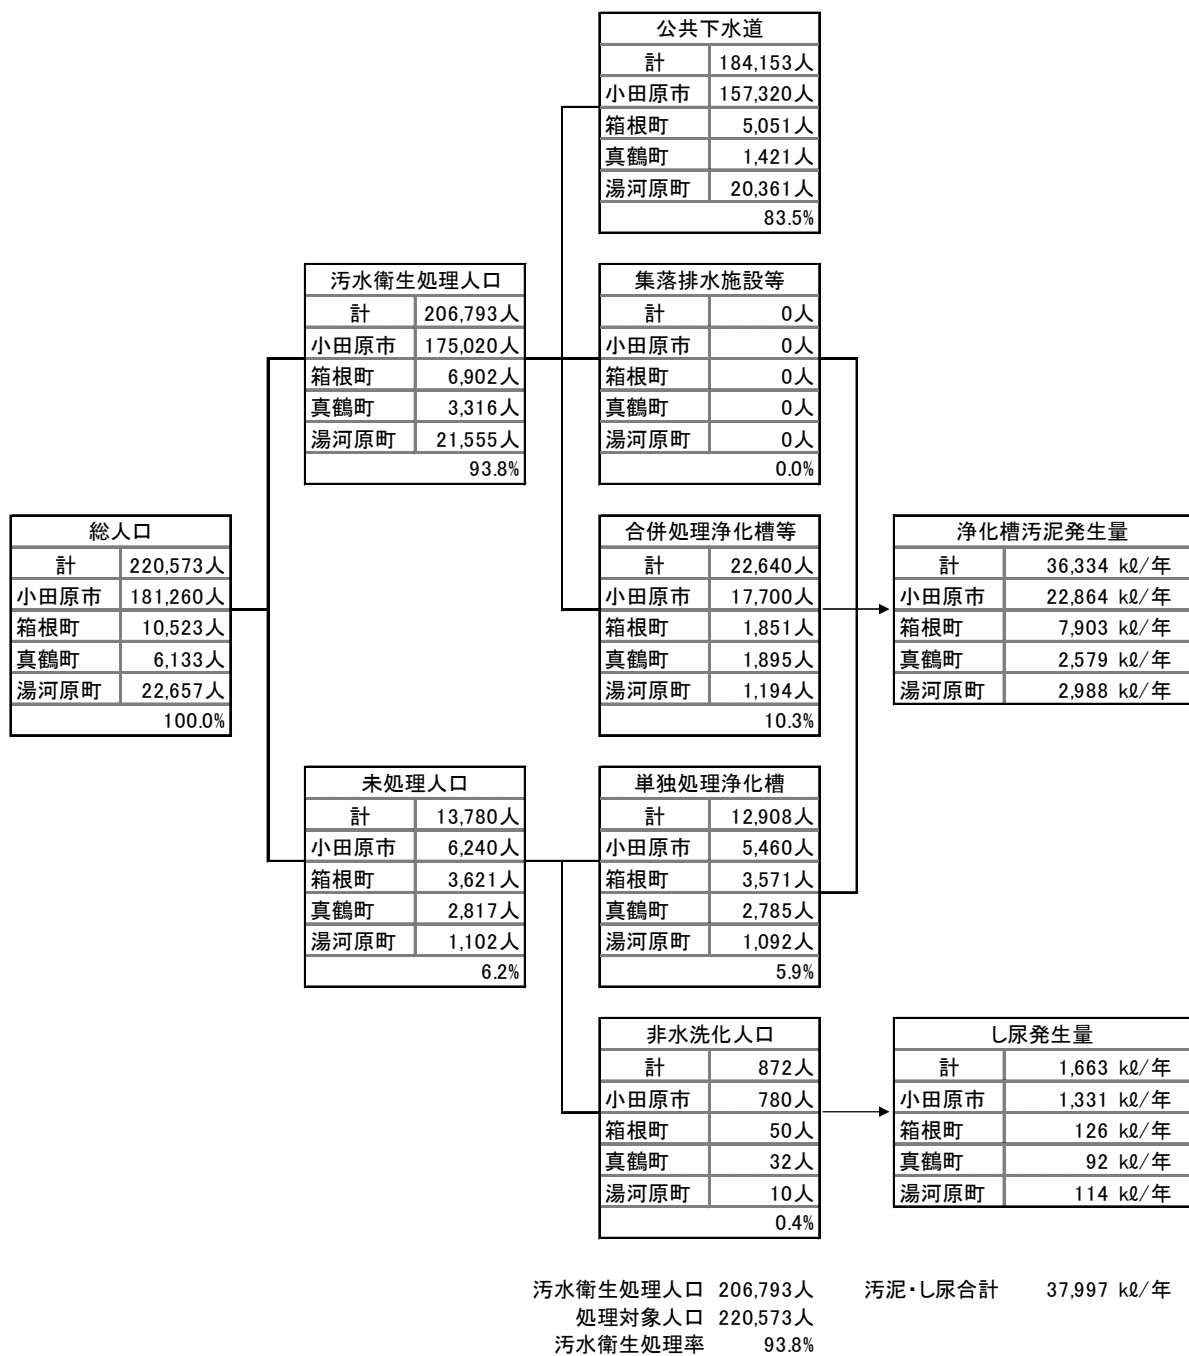 公共下水道
計 184,153人
小田原市 157,320人
箱根町 5,051人
真鶴町 1,421人
湯河原町 20,361人
83.5%
汚水衛生処理人口
計 206,793人
小田原市 175,020人
箱根町 6,902人
真鶴町 3,316人
湯河原町 21,555人
93.8%
集落排水施設等
計 0人
小田原市 0人
箱根町 0人
真鶴町 0人
湯河原町 0人
0.0%
総人口
計 220,573人
小田原市 181,260人
箱根町 10,523人
真鶴町 6,133人
湯河原町 22,657人
100.0%
合併処理浄化槽等
計 22,640人
小田原市 17,700人
箱根町 1,851人
真鶴町 1,895人
湯河原町 1,194人
10.3%
浄化槽汚泥発生量
計 36,334 kℓ/年
小田原市 22,864 kℓ/年
箱根町 7,903 kℓ/年
真鶴町 2,579 kℓ/年
湯河原町 2,988 kℓ/年
未処理人口
計 13,780人
小田原市 6,240人
箱根町 3,621人
真鶴町 2,817人
湯河原町 1,102人
6.2%
単独処理浄化槽
計 12,908人
小田原市 5,460人
箱根町 3,571人
真鶴町 2,785人
湯河原町 1,092人
5.9%
非水洗化人口
計 872人
小田原市 780人
箱根町 50人
真鶴町 32人
湯河原町 10人
0.4%
し尿発生量
計 1,663 kℓ/年
小田原市 1,331 kℓ/年
箱根町 126 kℓ/年
真鶴町 92 kℓ/年
湯河原町 114 kℓ/年
汚水衛生処理人口 206,793人 汚泥・し尿合計 37,997 kℓ/年
処理対象人口 220,573人
汚水衛生処理率 93.8%